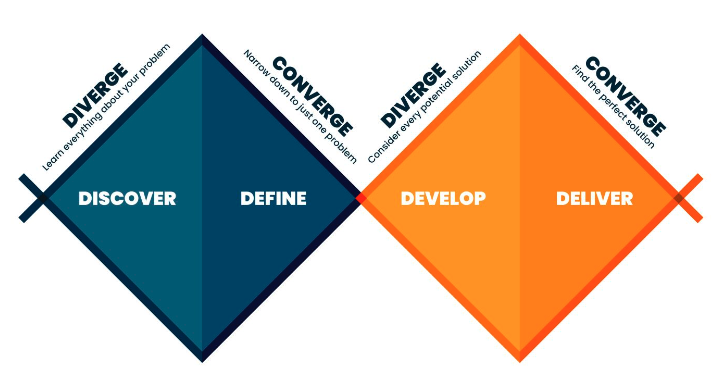 DIVERGE
Learn everything about your problem
CONVERGE
Narrow down to just one problem
DIVERGE
Consider every potential solution
CONVERGE
Find the perfect solution
DISCOVER
DEFINE
DEVELOP
DELIVER